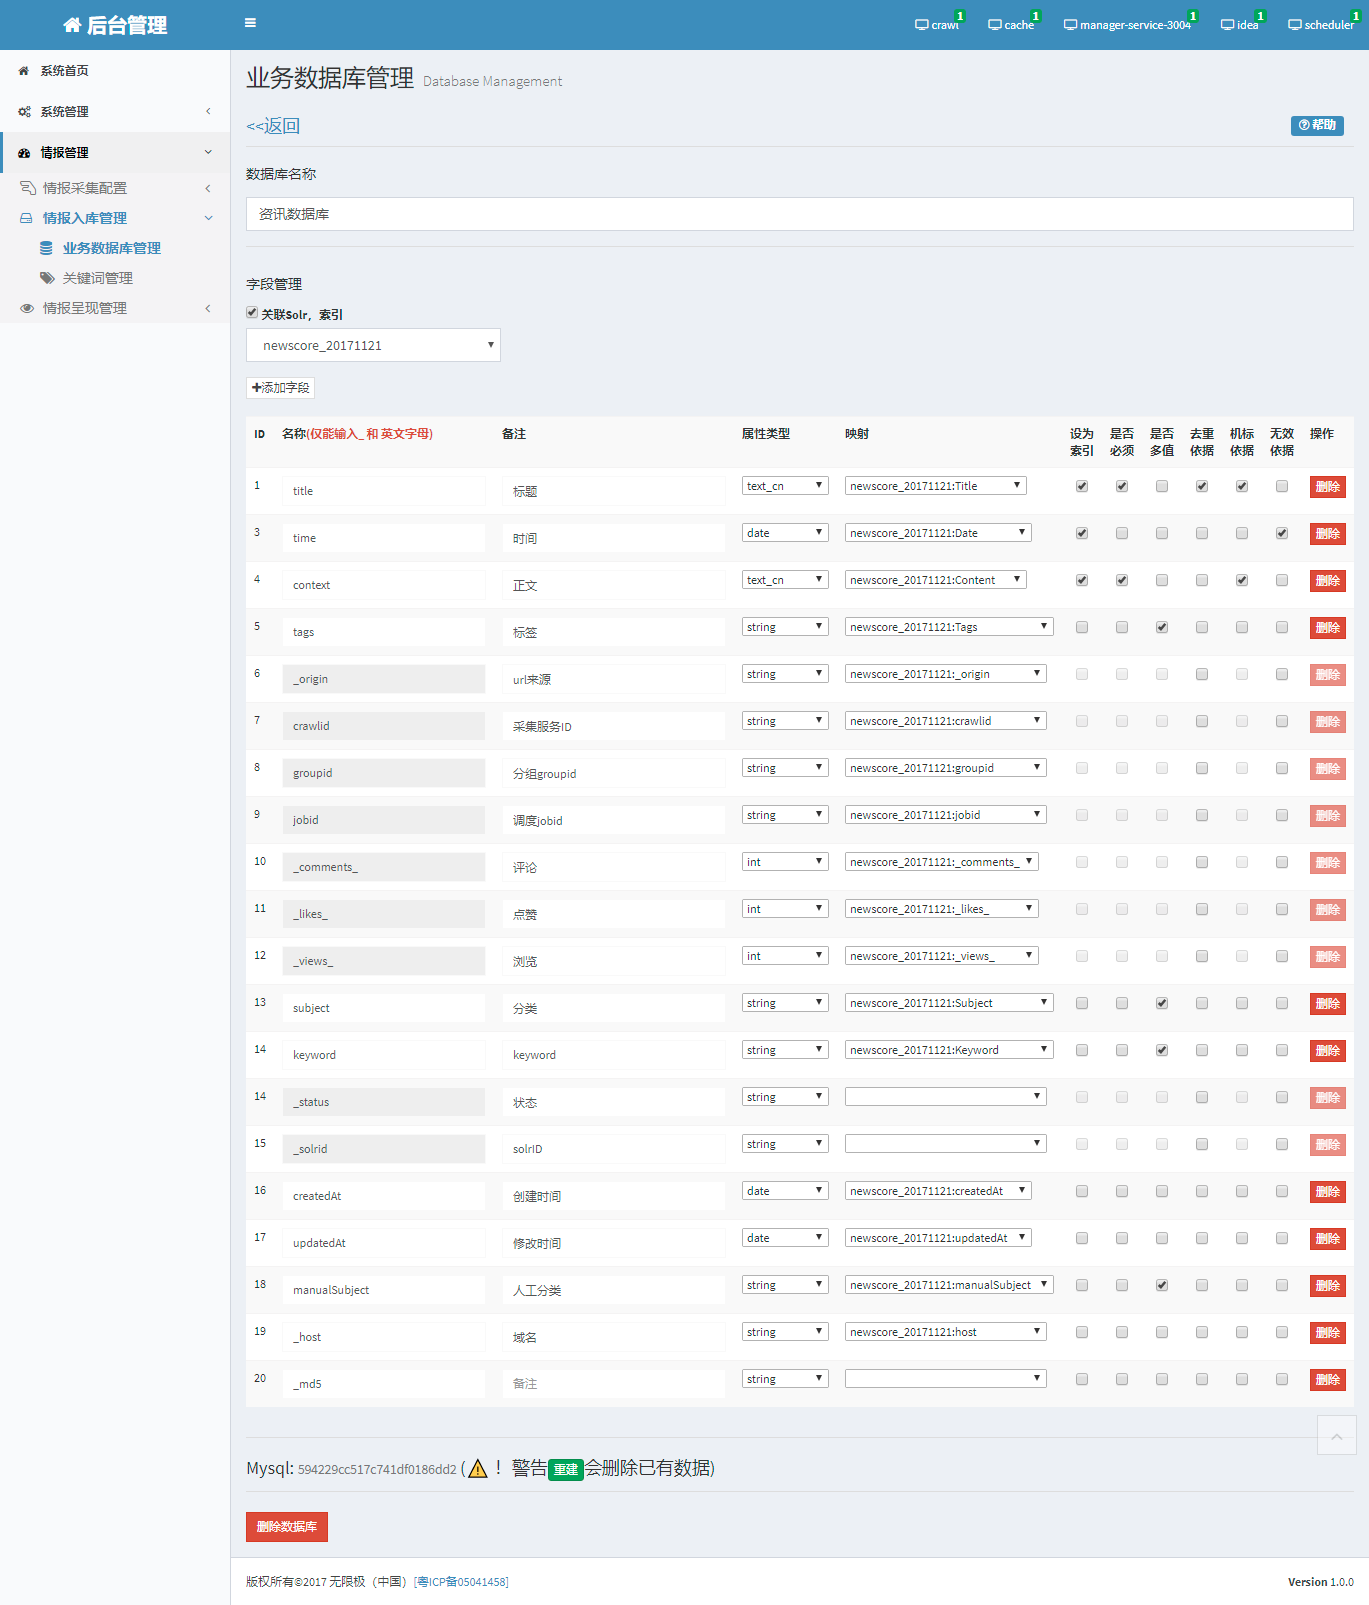 后台管理
crawl 1
cache 1
manager-service-3004 1
idea 1
scheduler 1
系统首页
系统管理
情报管理
情报采集配置
情报入库管理
业务数据库管理
关键词管理
情报呈现管理
业务数据库管理 Database Management
<<返回
帮助
数据库名称
资讯数据库
字段管理
关联Solr，索引
newscore_20171121
添加字段
ID 名称(仅能输入_ 和 英文字母) 备注 属性类型 映射 设为索引 是否必须 是否多值 去重依据 机标依据 无效依据 操作
1 title 标题 text_cn newscore_20171121:Title 删除
3 time 时间 date newscore_20171121:Date 删除
4 context 正文 text_cn newscore_20171121:Content 删除
5 tags 标签 string newscore_20171121:Tags 删除
6 _origin url来源 string newscore_20171121:_origin 删除
7 crawlid 采集服务ID string newscore_20171121:crawlid 删除
8 groupid 分组groupid string newscore_20171121:groupid 删除
9 jobid 调度jobid string newscore_20171121:jobid 删除
10 _comments_ 评论 int newscore_20171121:_comments_ 删除
11 _likes_ 点赞 int newscore_20171121:_likes_ 删除
12 _views_ 浏览 int newscore_20171121:_views_ 删除
13 subject 分类 string newscore_20171121:Subject 删除
14 keyword keyword string newscore_20171121:Keyword 删除
14 _status 状态 string 删除
15 _solrid solrID string 删除
16 createdAt 创建时间 date newscore_20171121:createdAt 删除
17 updatedAt 修改时间 date newscore_20171121:updatedAt 删除
18 manualSubject 人工分类 string newscore_20171121:manualSubject 删除
19 _host 域名 string newscore_20171121:host 删除
20 _md5 备注 string 删除
Mysql: 594229cc517c741df0186dd2 (⚠！ 警告重建会删除已有数据)
删除数据库
版权所有©2017 无限极（中国）[粤ICP备05041458]
Version 1.0.0